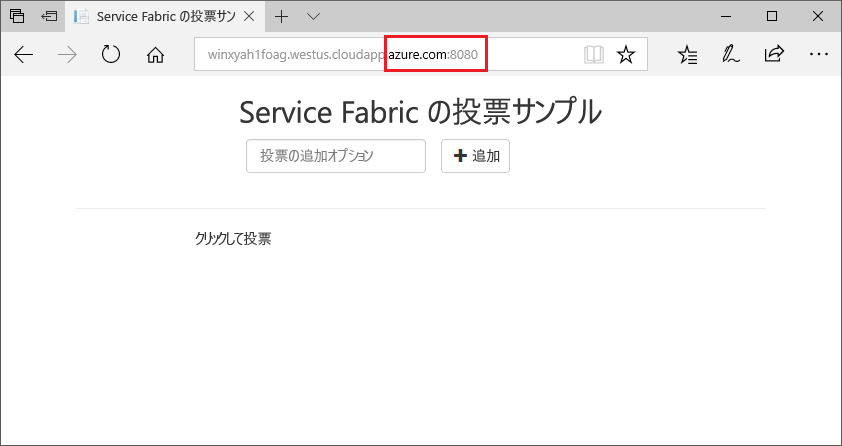 Service Fabric の投票サン
winxyah1foag.westus.cloudapp.azure.com:8080
Service Fabric の投票サンプル
投票の追加オプション
追加
クリックして投票